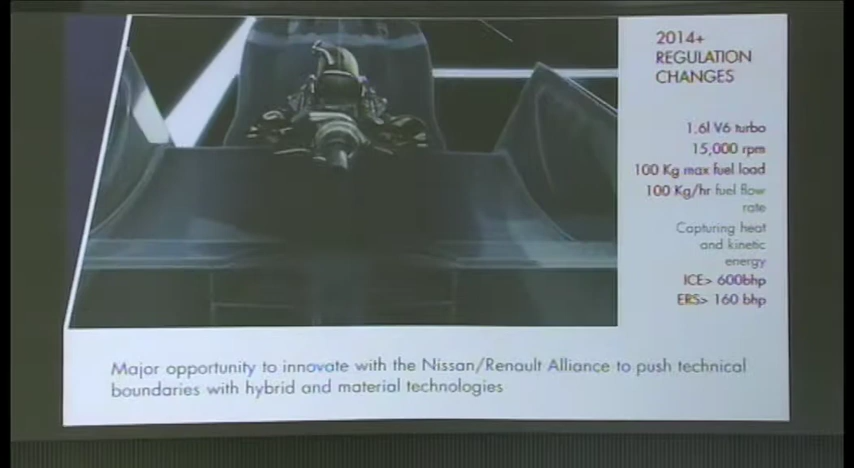 2014+
REGULATION
CHANGES
1.6l V6 turbo
15,000 rpm
100 Kg max fuel load
100 Kg/hr fuel flow
rate
Capturing heat
and kinetic
energy
ICE> 600bhp
ERS> 160 bhp
Major opportunity to innovate with the Nissan/Renault Alliance to push technical
boundaries with hybrid and material technologies